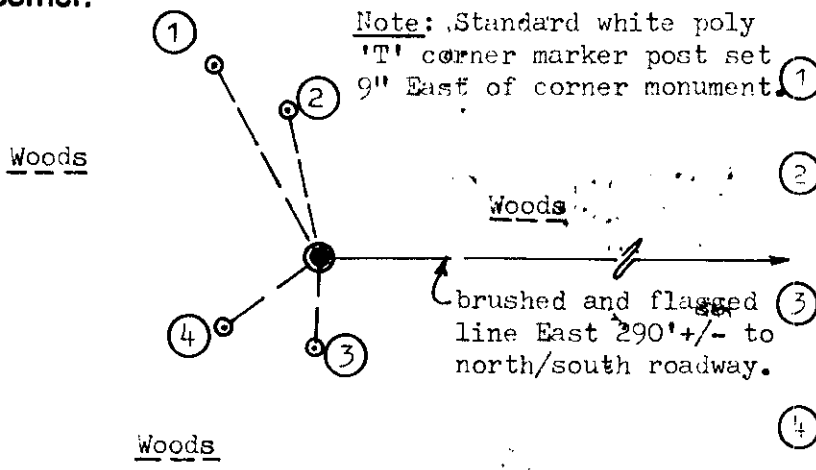 corner.
Note: Standard white poly
'T' corner marker post set
9" East of corner monument.
1
2
Woods
Woods
1
2
3
4
4
3
brushed and flagged
line East 290'+/- to
north/south roadway.
Woods